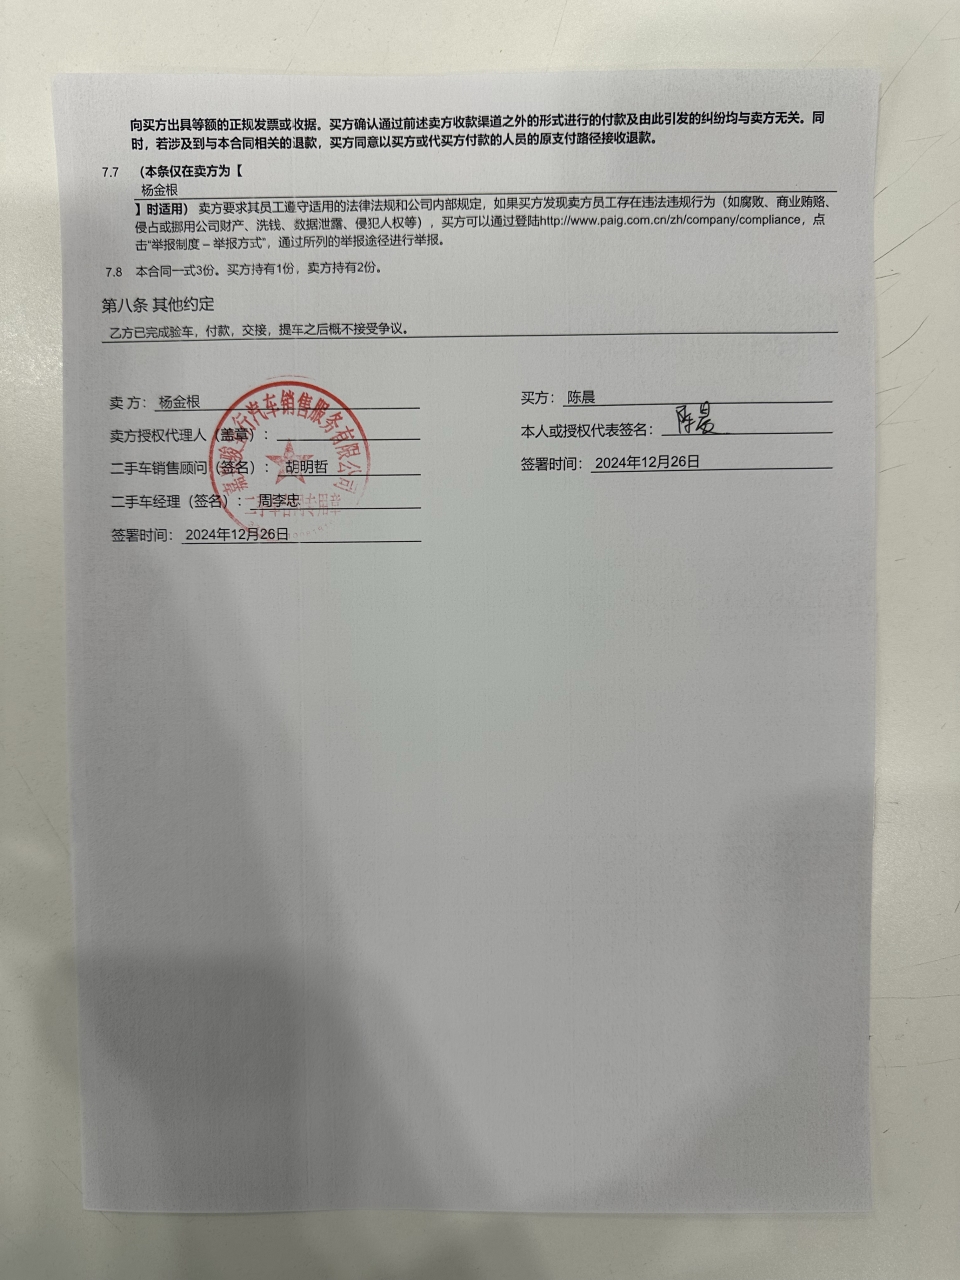 向买方出具等额的正规发票或收据。买方确认通过前述卖方收款渠道之外的形式进行的付款及由此引发的纠纷均与卖方无关。同
时，若涉及到与本合同相关的退款，买方同意以买方或代买方付款的人员的原支付路径接收退款。
7.7 （本条仅在卖方为【
杨金根
】时适用） 卖方要求其员工遵守适用的法律法规和公司内部规定，如果买方发现卖方员工存在违法违规行为（如腐败、商业贿赂、
侵占或挪用公司财产、洗钱、数据泄露、侵犯人权等），买方可以通过登陆http://www.paig.com.cn/zh/company/compliance，点
击“举报制度 – 举报方式”，通过所列的举报途径进行举报。
7.8 本合同一式3份。买方持有1份，卖方持有2份。
第八条 其他约定
乙方已完成验车，付款，交接，提车之后概不接受争议。
卖 方： 杨金根
卖方授权代理人（盖章）：
二手车销售顾问（签名）： 胡明哲
二手车经理（签名）： 周李忠
签署时间： 2024年12月26日
买方： 陈晨
本人或授权代表签名： 陈晨
签署时间： 2024年12月26日
行汽车销售服务有限公司
二手车合同专用章